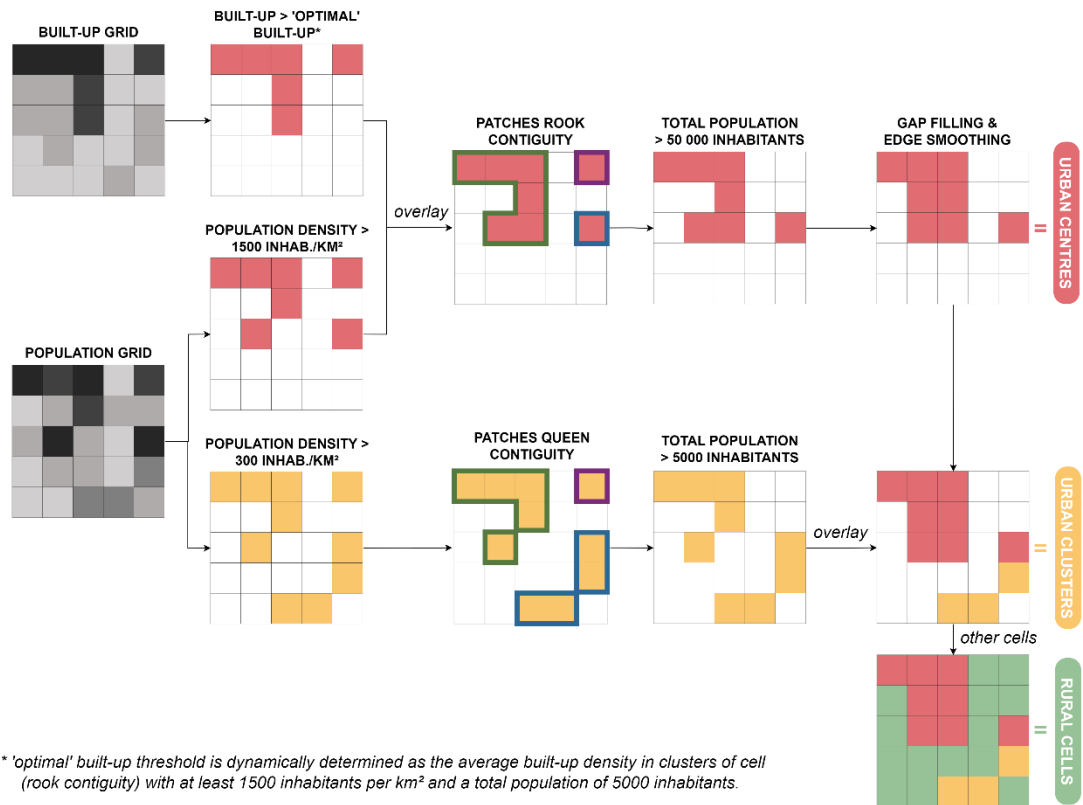 BUILT-UP GRID
BUILT-UP > 'OPTIMAL'
BUILT-UP*
PATCHES ROOK
CONTIGUITY
TOTAL POPULATION
> 50 000 INHABITANTS
GAP FILLING &
EDGE SMOOTHING
URBAN CENTRES
=
overlay
POPULATION DENSITY >
1500 INHAB./KM²
POPULATION GRID
POPULATION DENSITY >
300 INHAB./KM²
PATCHES QUEEN
CONTIGUITY
TOTAL POPULATION
> 5000 INHABITANTS
overlay
=
URBAN CLUSTERS
other cells
=
RURAL CELLS
* 'optimal' built-up threshold is dynamically determined as the average built-up density in clusters of cell
(rook contiguity) with at least 1500 inhabitants per km² and a total population of 5000 inhabitants.